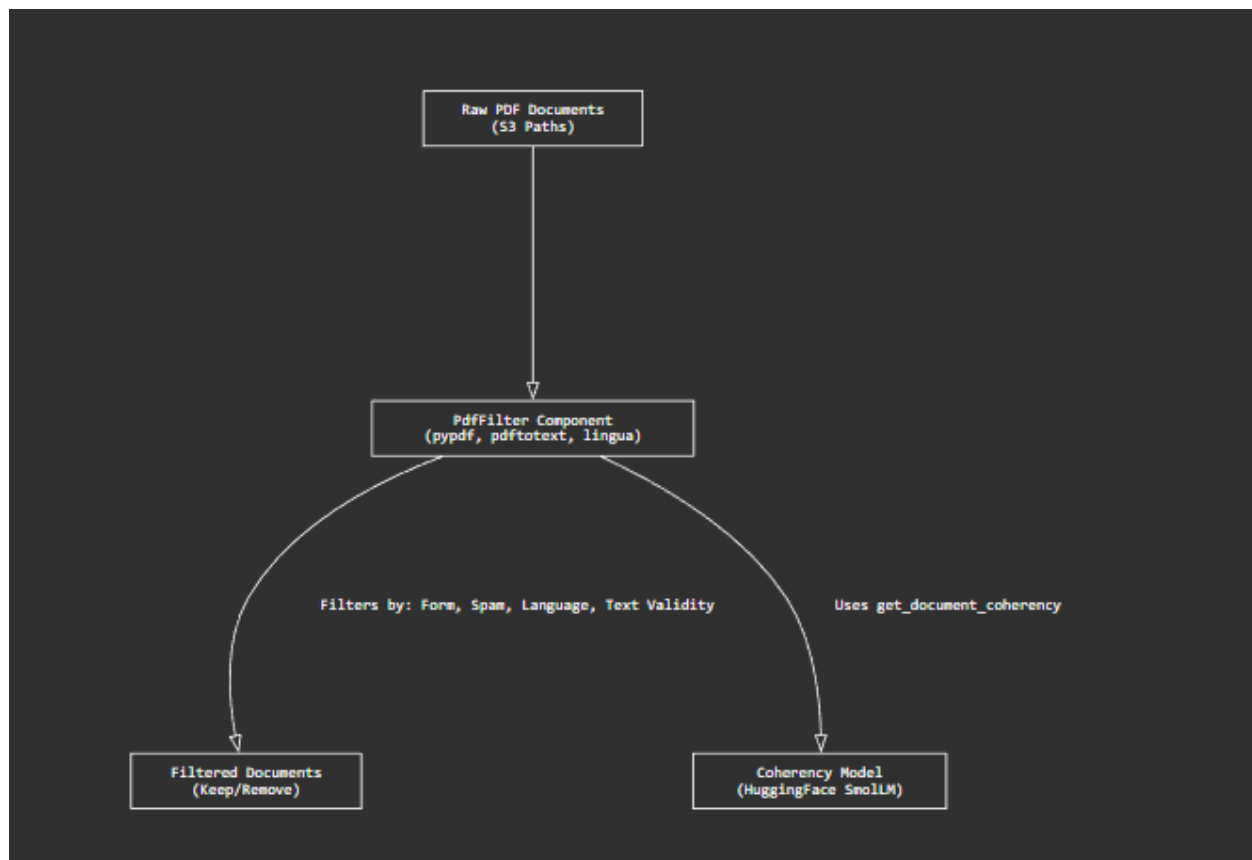 Raw PDF Documents
(S3 Paths)
PdfFilter Component
(pypdf, pdftotext, lingua)
Filters by: Form, Spam, Language, Text Validity
Uses get_document_coherency
Filtered Documents
(Keep/Remove)
Coherency Model
(HuggingFace SmolLM)